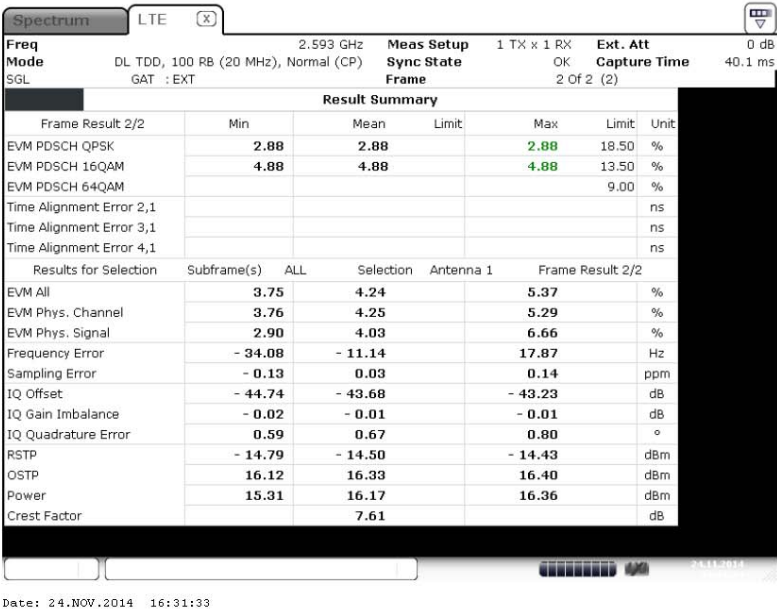 Spectrum LTE X
Freq 2.593 GHz Meas Setup 1 TX x 1 RX Ext. Att 0 dB
Mode DL TDD, 100 RB (20 MHz), Normal (CP) Sync State OK Capture Time 40.1 ms
SGL GAT : EXT Frame 2 Of 2 (2)
Result Summary
Frame Result 2/2 Min Mean Limit Max Limit Unit
EVM PDSCH QPSK 2.88 2.88 2.88 18.50 %
EVM PDSCH 16QAM 4.88 4.88 4.88 13.50 %
EVM PDSCH 64QAM 9.00 %
Time Alignment Error 2,1 ns
Time Alignment Error 3,1 ns
Time Alignment Error 4,1 ns
Results for Selection Subframe(s) ALL Selection Antenna 1 Frame Result 2/2
EVM All 3.75 4.24 5.37 %
EVM Phys. Channel 3.76 4.25 5.29 %
EVM Phys. Signal 2.90 4.03 6.66 %
Frequency Error - 34.08 - 11.14 17.87 Hz
Sampling Error - 0.13 0.03 0.14 ppm
IQ Offset - 44.74 - 43.68 - 43.23 dB
IQ Gain Imbalance - 0.02 - 0.01 - 0.01 dB
IQ Quadrature Error 0.59 0.67 0.80 °
RSTP - 14.79 - 14.50 - 14.43 dBm
OSTP 16.12 16.33 16.40 dBm
Power 15.31 16.17 16.36 dBm
Crest Factor 7.61 dB
24.11.2014
Date: 24.NOV.2014 16:31:33